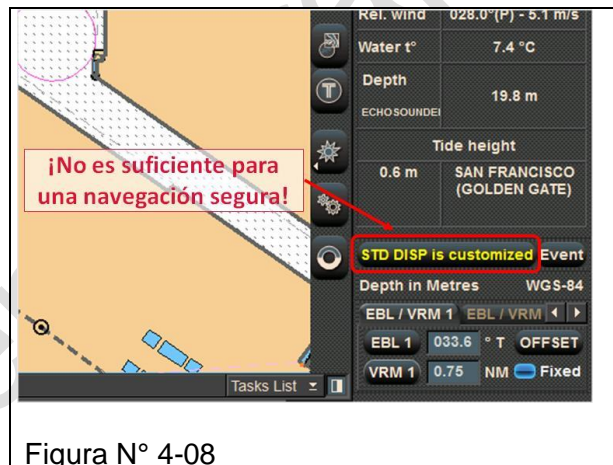 Rel. wind 028.0°(P) - 5.1 m/s
Water t° 7.4 °C
Depth
19.8 m
ECHOSOUNDE
Tide height
0.6 m SAN FRANCISCO
(GOLDEN GATE)
¡No es suficiente para
una navegación segura!
STD DISP is customized Event
Depth in Metres WGS-84
EBL / VRM 1 EBL / VRM
EBL 1 033.6 ° T OFFSET
VRM 1 0.75 NM Fixed
Tasks List
T
Figura N° 4-08